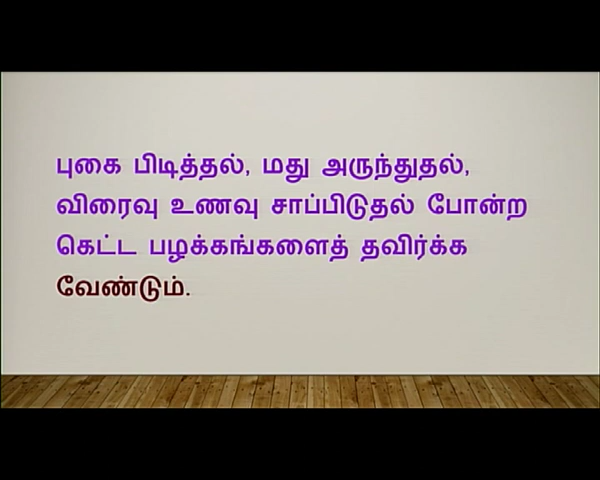 புகை பிடித்தல், மது அருந்துதல்,
விரைவு உணவு சாப்பிடுதல் போன்ற
கெட்ட பழக்கங்களைத் தவிர்க்க
வேண்டும்.